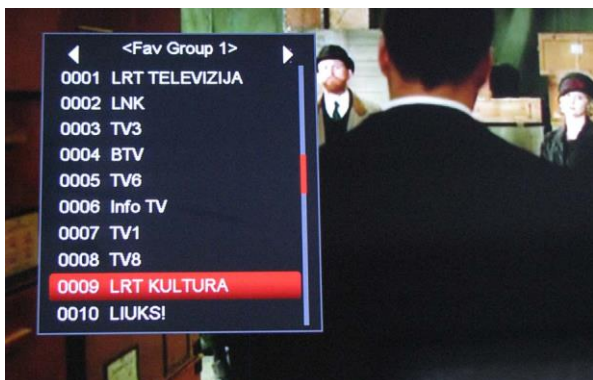 <Fav Group 1>
0001 LRT TELEVIZIJA
0002 LNK
0003 TV3
0004 BTV
0005 TV6
0006 Info TV
0007 TV1
0008 TV8
0009 LRT KULTURA
0010 LIUKS!